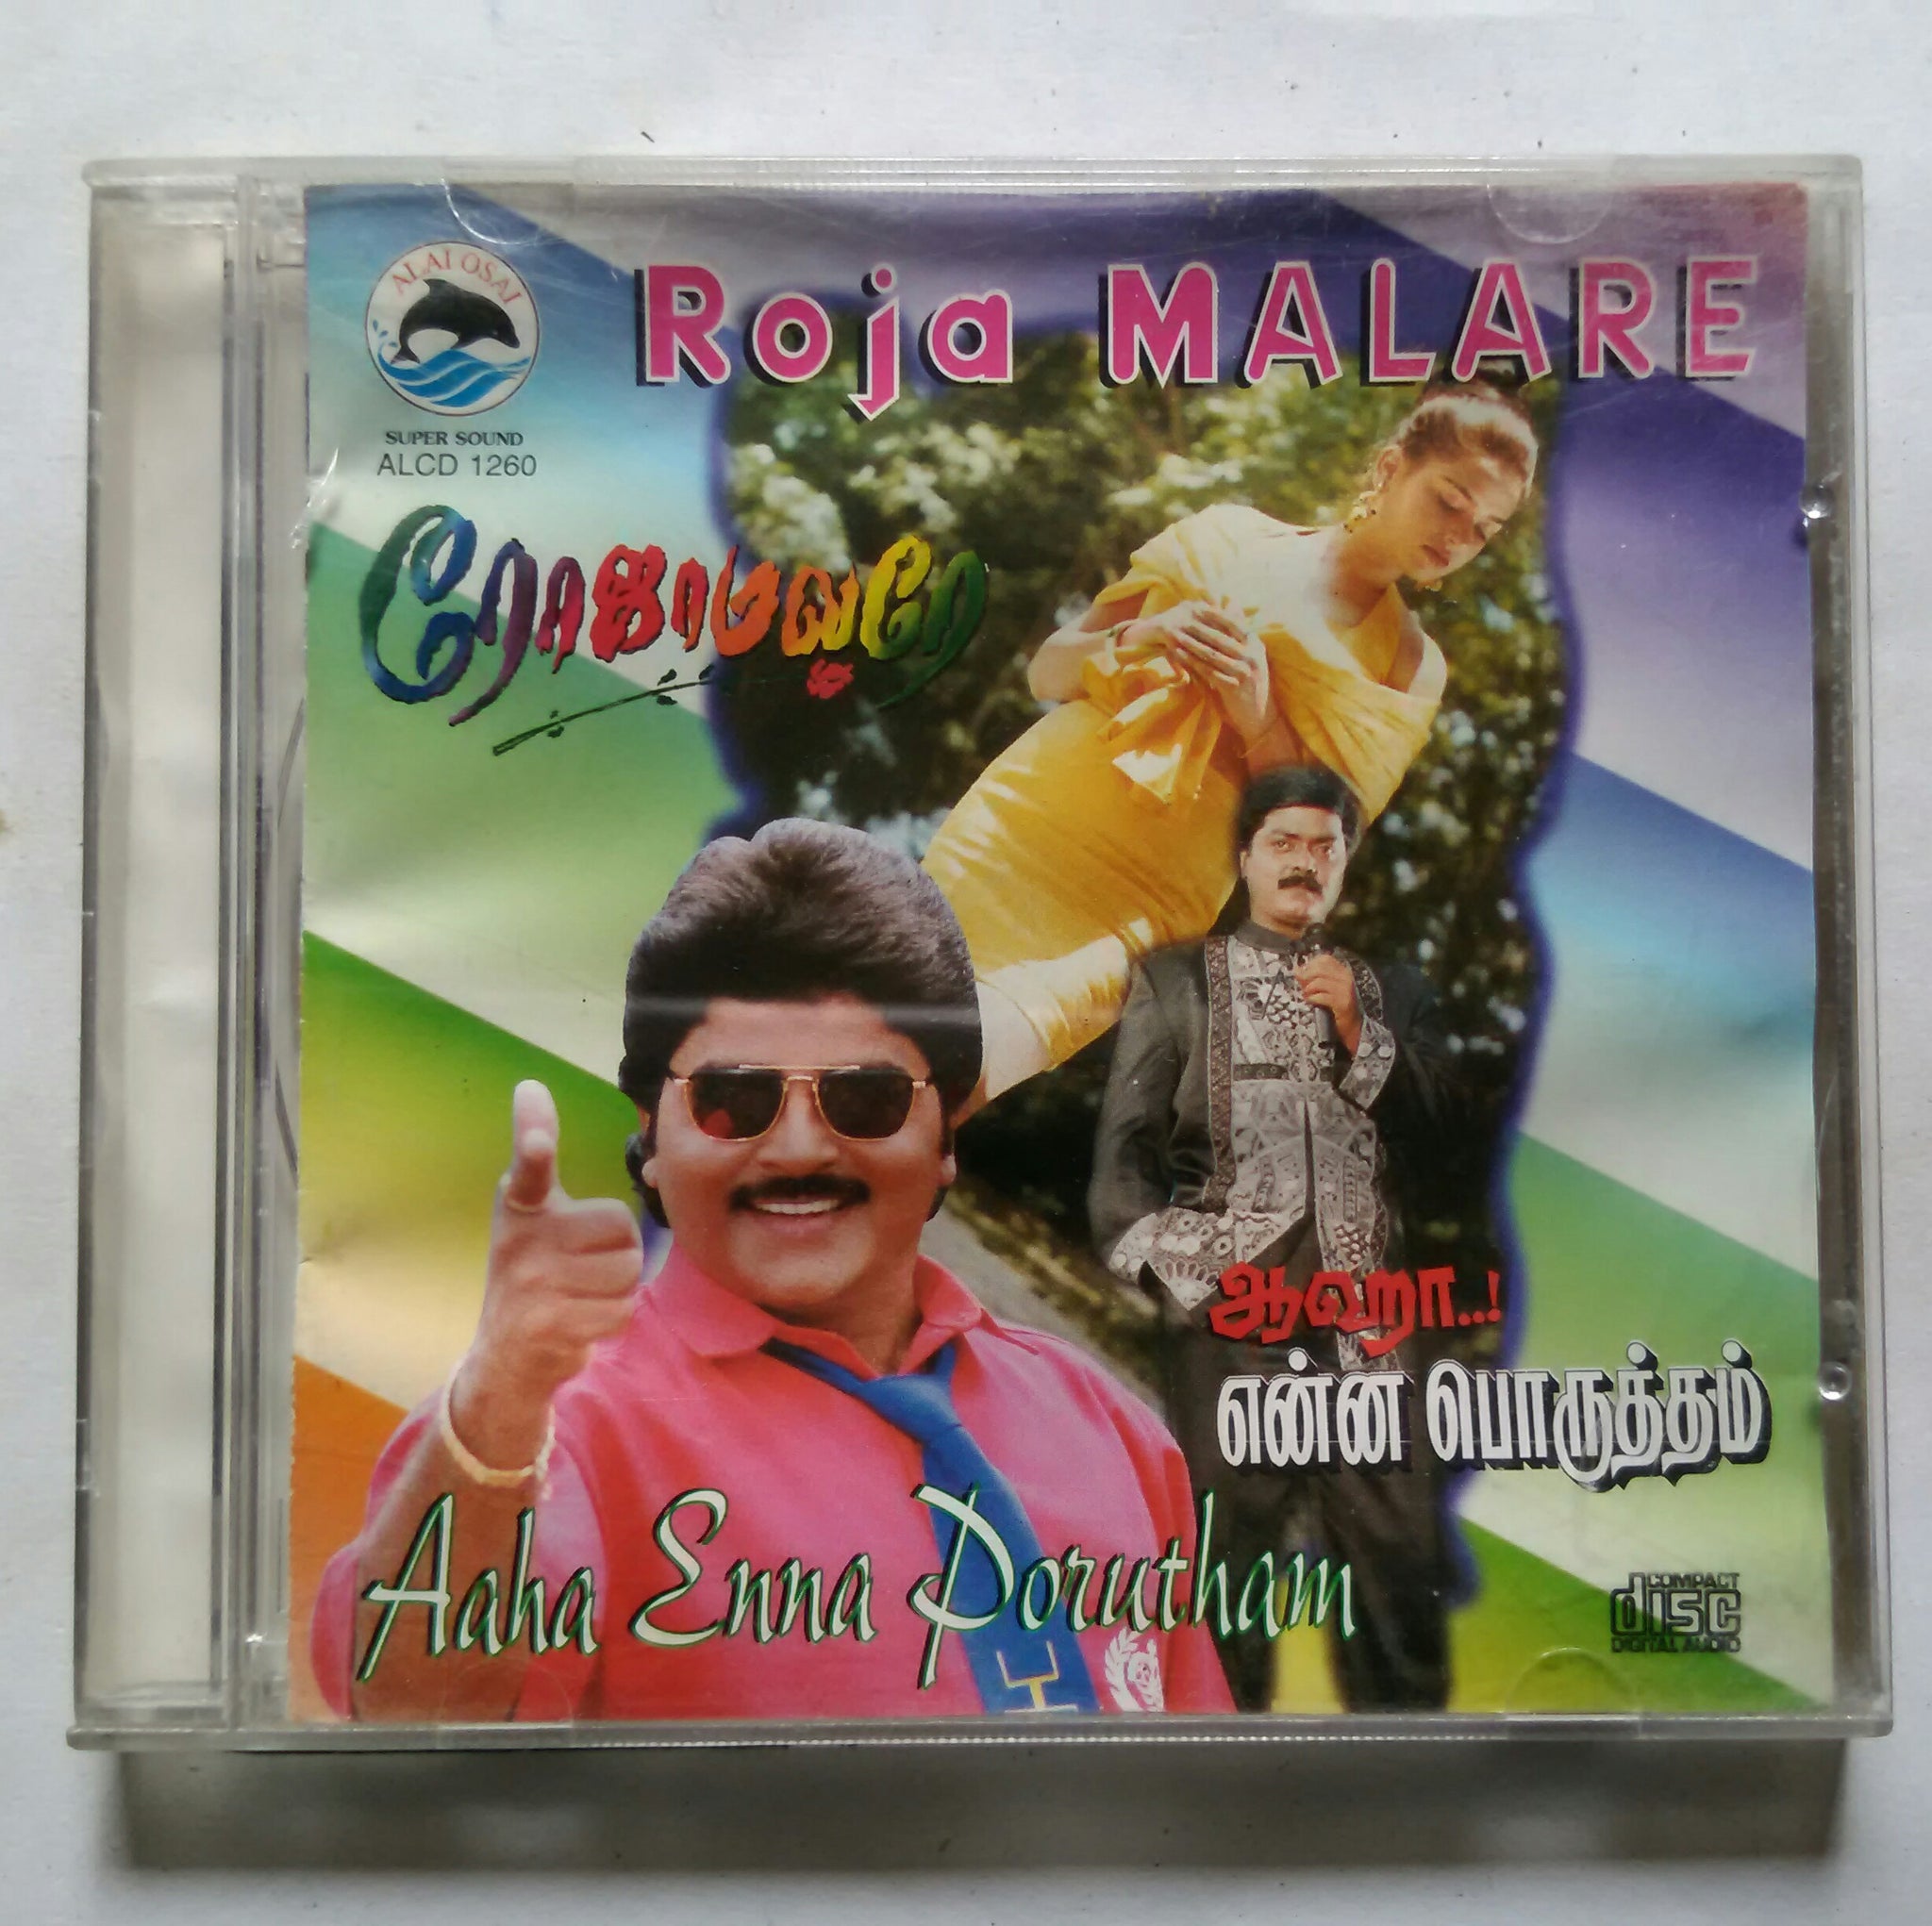 ALAI OSAI
SUPER SOUND
ALCD 1260
Roja MALARE
ரோஜாமலரே
ஆஹா..!
என்ன பொருத்தம்
Aaha Enna Porutham
COMPACT
disc
DIGITAL AUDIO